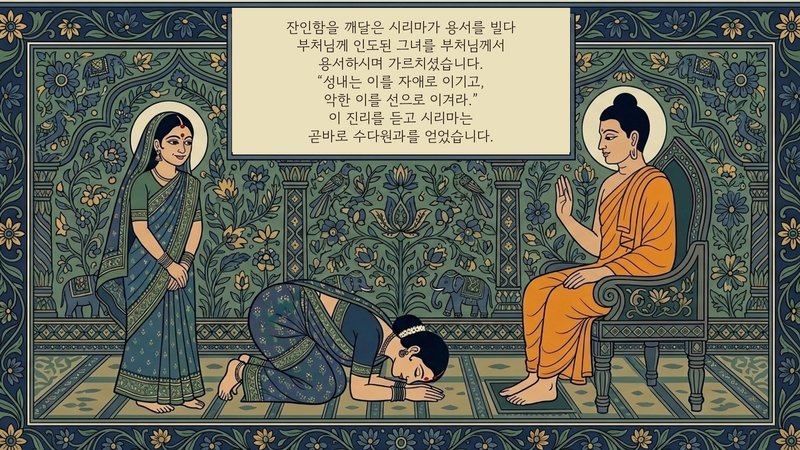 잔인함을 깨달은 시리마가 용서를 빌다
부처님께 인도된 그녀를 부처님께서
용서하시며 가르치셨습니다.
“성내는 이를 자애로 이기고,
악한 이를 선으로 이겨라.”
이 진리를 듣고 시리마는
곧바로 수다원과를 얻었습니다.